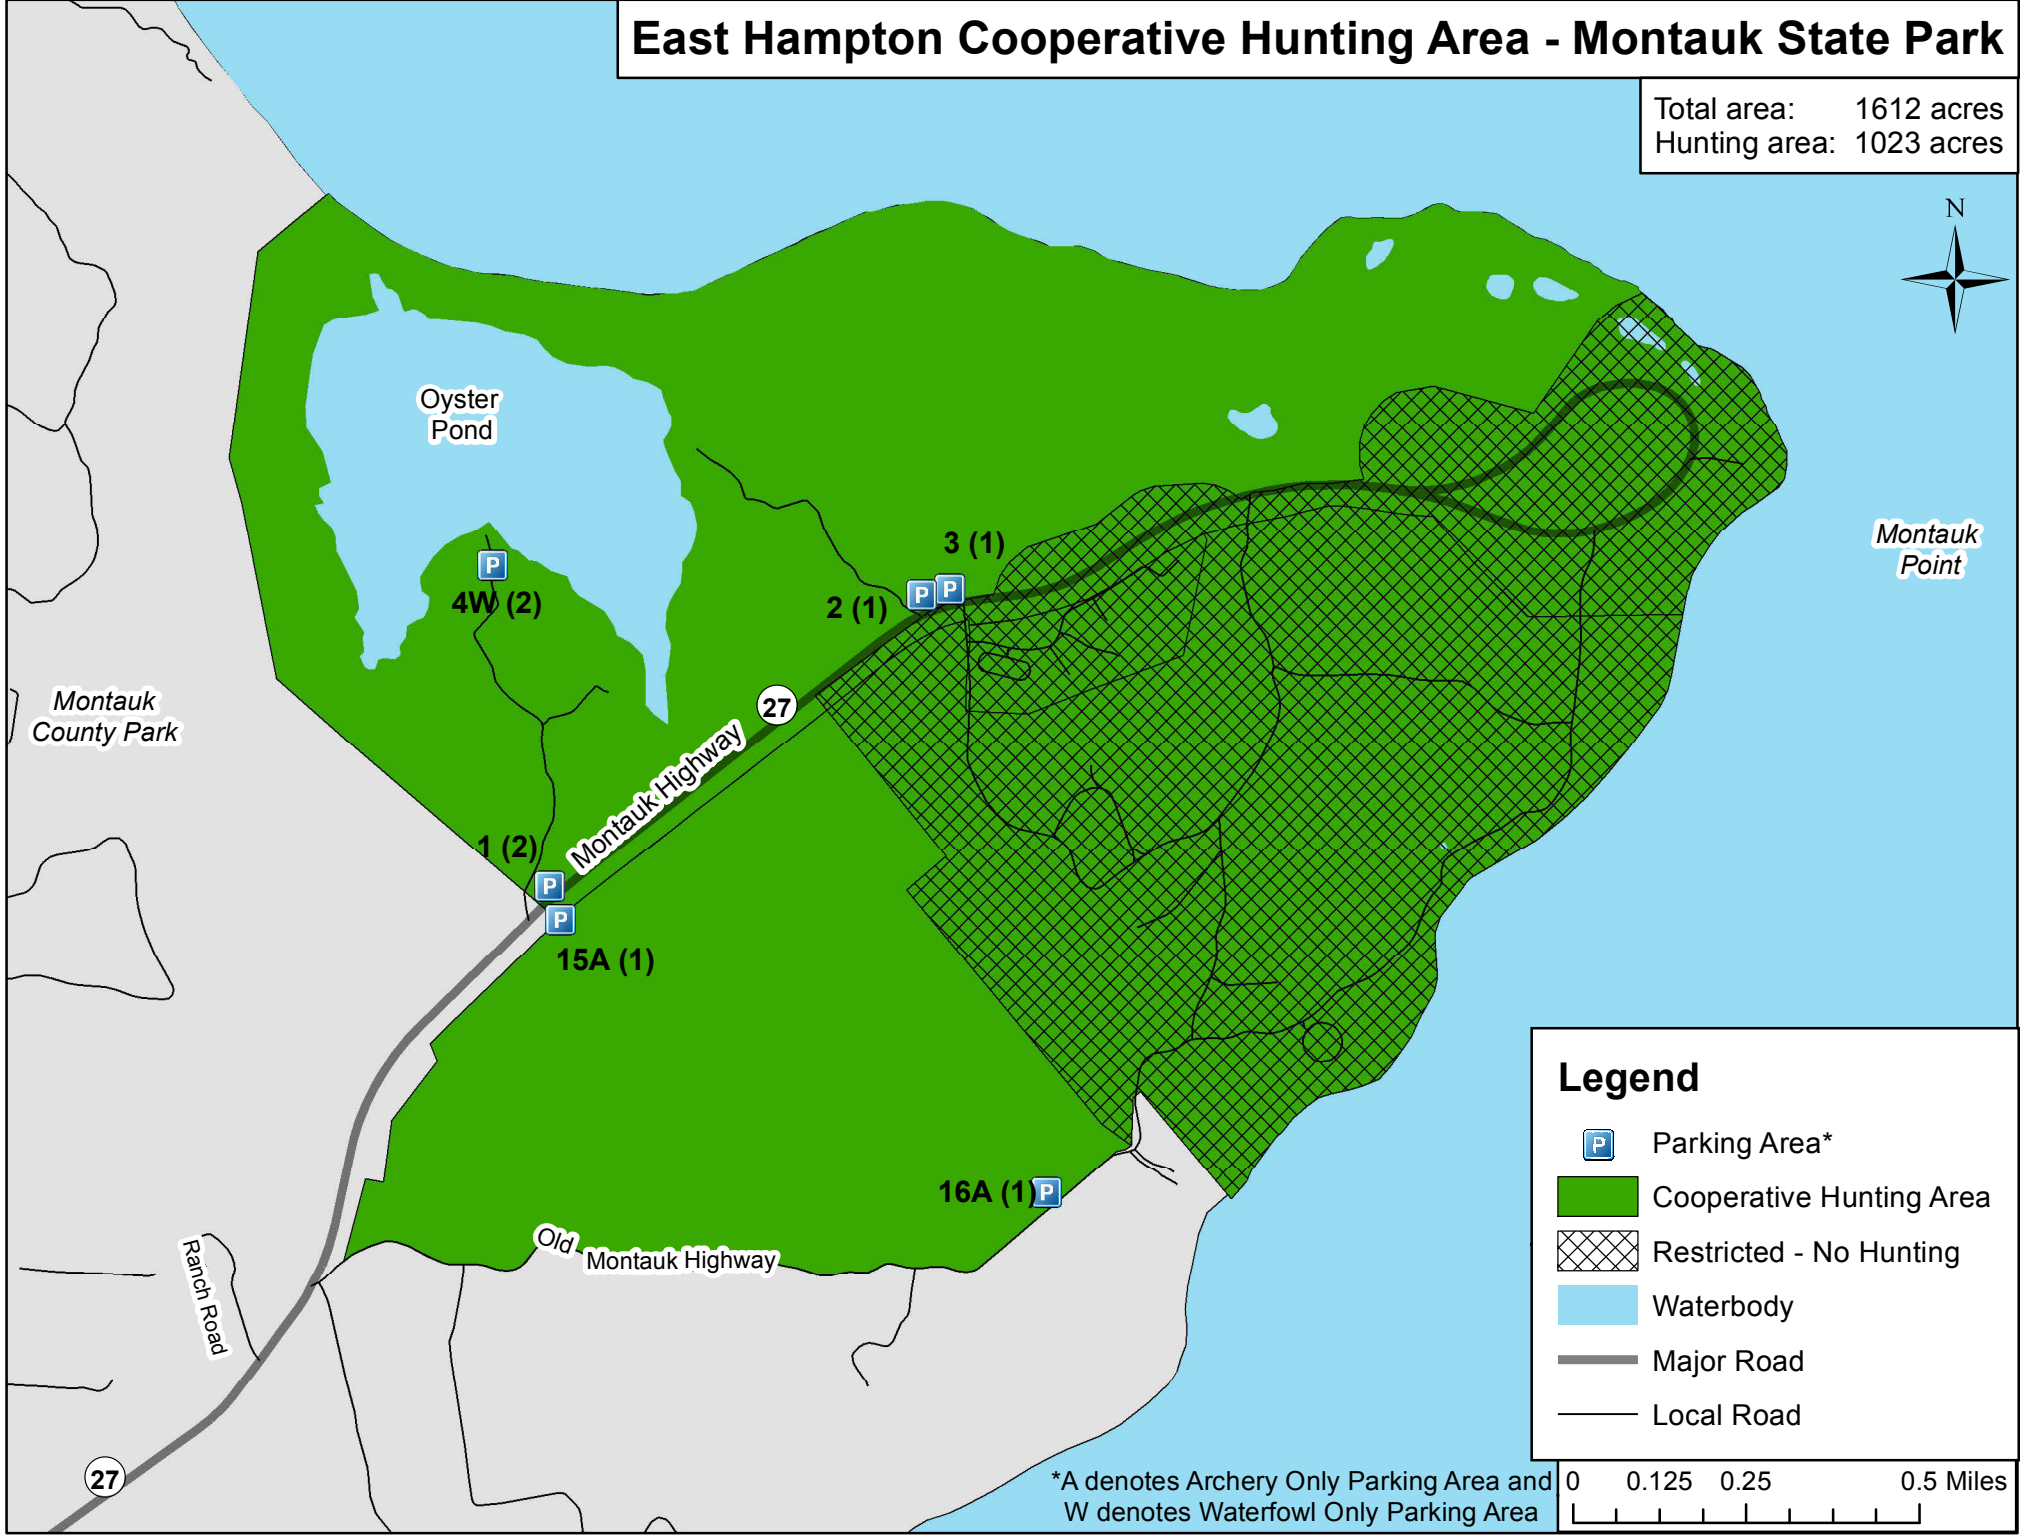 East Hampton Cooperative Hunting Area - Montauk State Park
Total area: 1612 acres
Hunting area: 1023 acres
N
Oyster
Pond
Montauk
Point
3 (1)
P P
2 (1)
P
4W (2)
Montauk
County Park
27
Montauk Highway
1 (2)
P
P
15A (1)
16A (1) P
Old Montauk Highway
Ranch Road
27
Legend
P Parking Area*
Cooperative Hunting Area
Restricted - No Hunting
Waterbody
Major Road
Local Road
*A denotes Archery Only Parking Area and
W denotes Waterfowl Only Parking Area
0 0.125 0.25 0.5 Miles